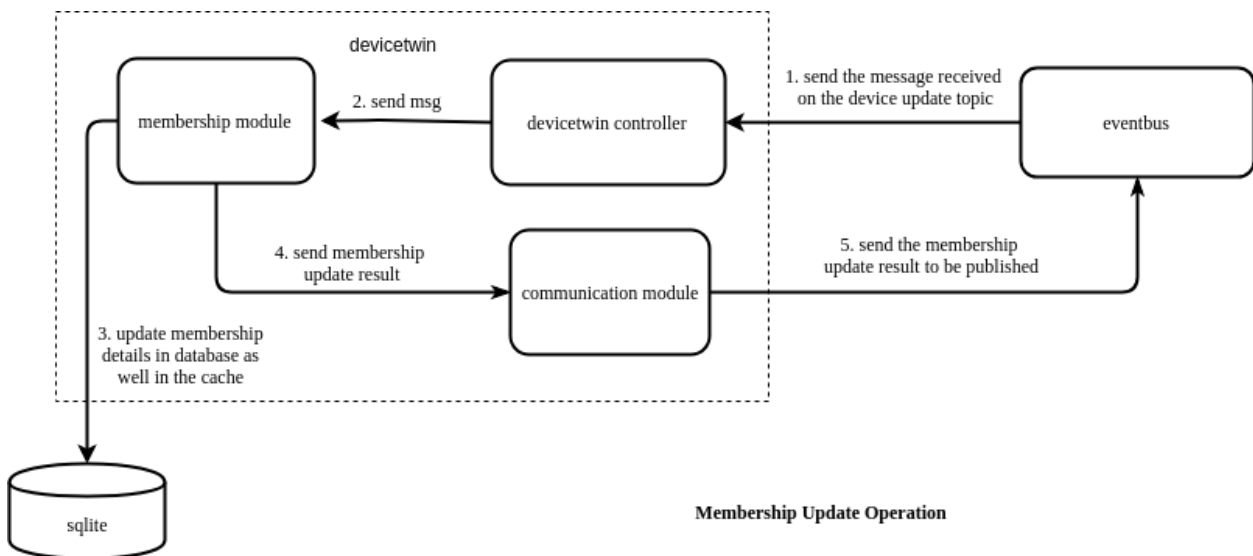 devicetwin
1. send the message received
on the device update topic
2. send msg
membership module
devicetwin controller
eventbus
4. send membership
update result
5. send the membership
update result to be published
communication module
3. update membership
details in database as
well in the cache
sqlite
Membership Update Operation